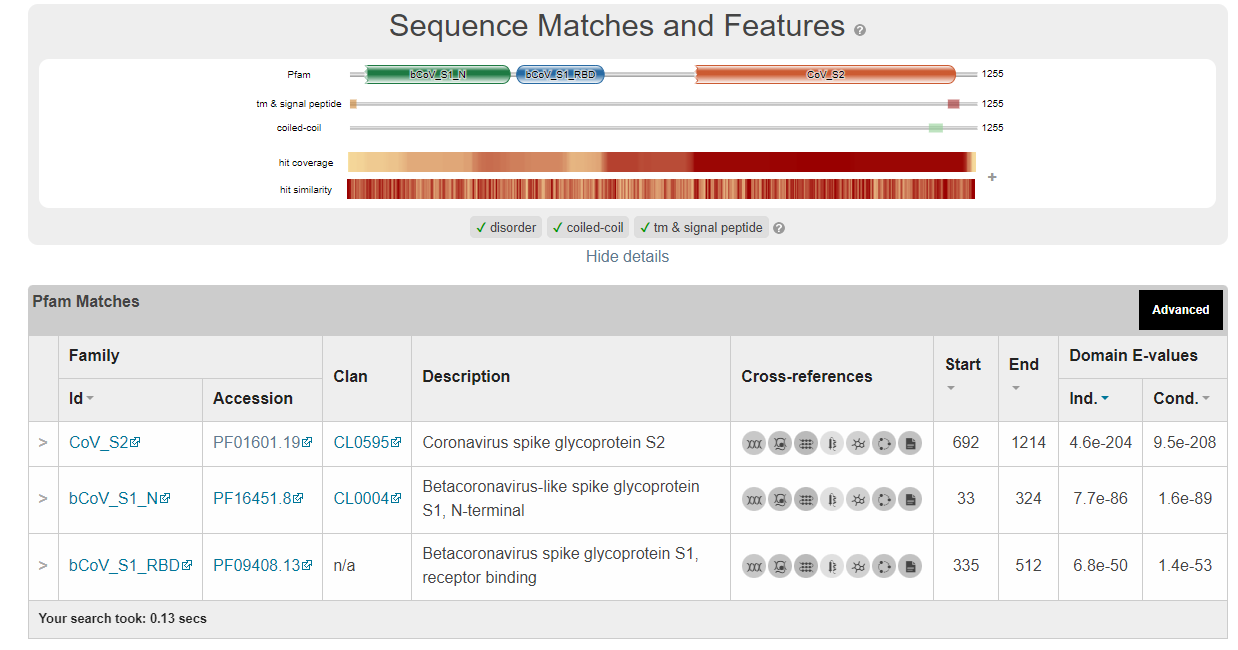 Sequence Matches and Features ?
Pfam bCoV_S1_N bCoV_S1_RBD CoV_S2 1255
tm & signal peptide 1255
coiled-coil 1255
hit coverage
hit similarity
+
✓ disorder ✓ coiled-coil ✓ tm & signal peptide ?
Hide details
Pfam Matches
Advanced
Family Clan Description Cross-references Start End Domain E-values
Id Accession Ind. Cond.
> CoV_S2 PF01601.19 CL0595 Coronavirus spike glycoprotein S2 692 1214 4.6e-204 9.5e-208
> bCoV_S1_N PF16451.8 CL0004 Betacoronavirus-like spike glycoprotein
S1, N-terminal 33 324 7.7e-86 1.6e-89
> bCoV_S1_RBD PF09408.13 n/a Betacoronavirus spike glycoprotein S1,
receptor binding 335 512 6.8e-50 1.4e-53
Your search took: 0.13 secs